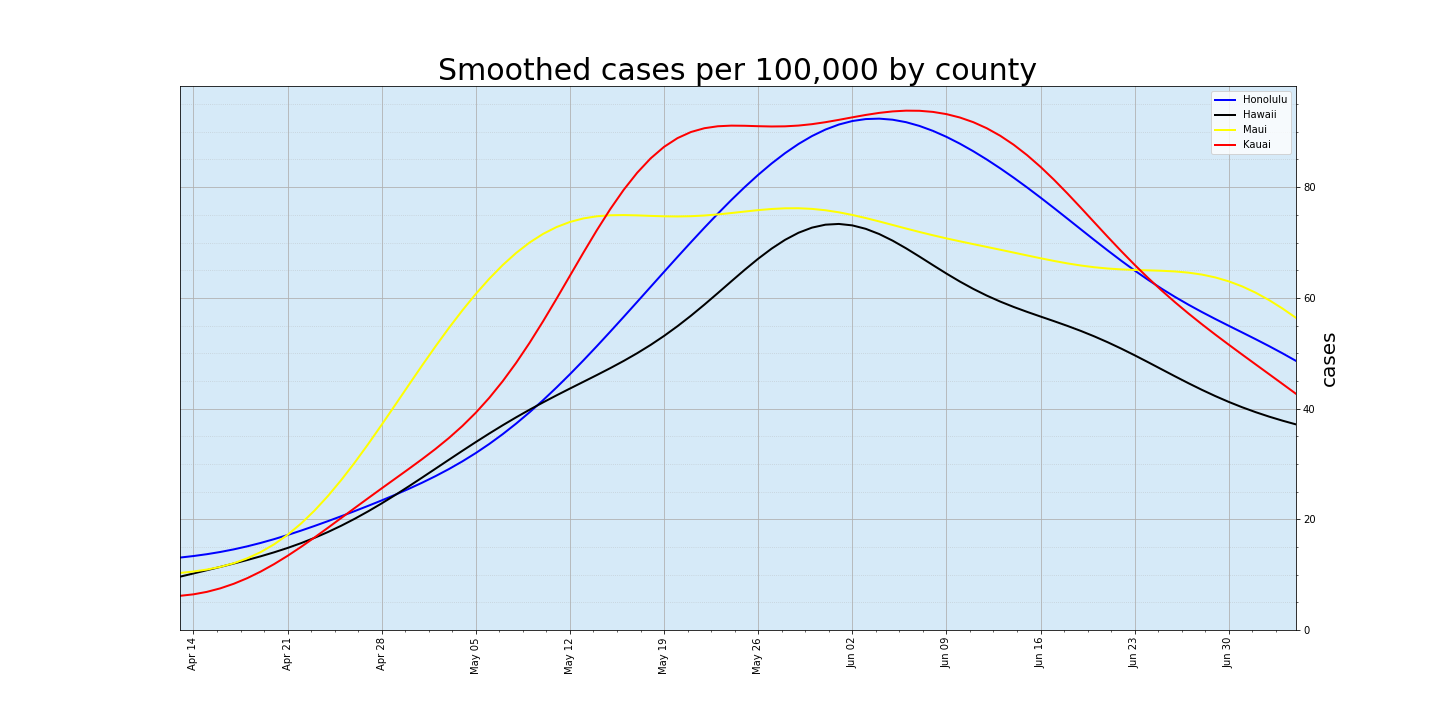 Smoothed cases per 100,000 by county
Honolulu
Hawaii
Maui
Kauai
80
60
40
20
0
cases
Apr 14
Apr 21
Apr 28
May 05
May 12
May 19
May 26
Jun 02
Jun 09
Jun 16
Jun 23
Jun 30